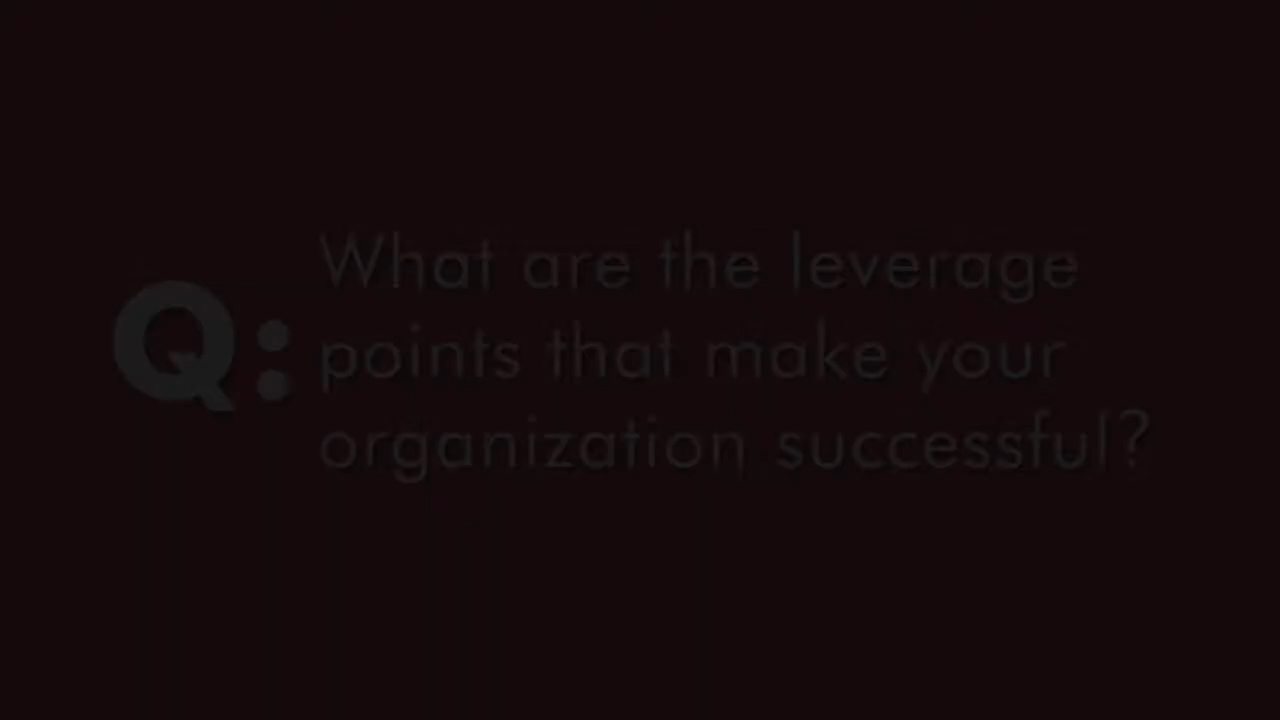 Q: What are the leverage
points that make your
organization successful?